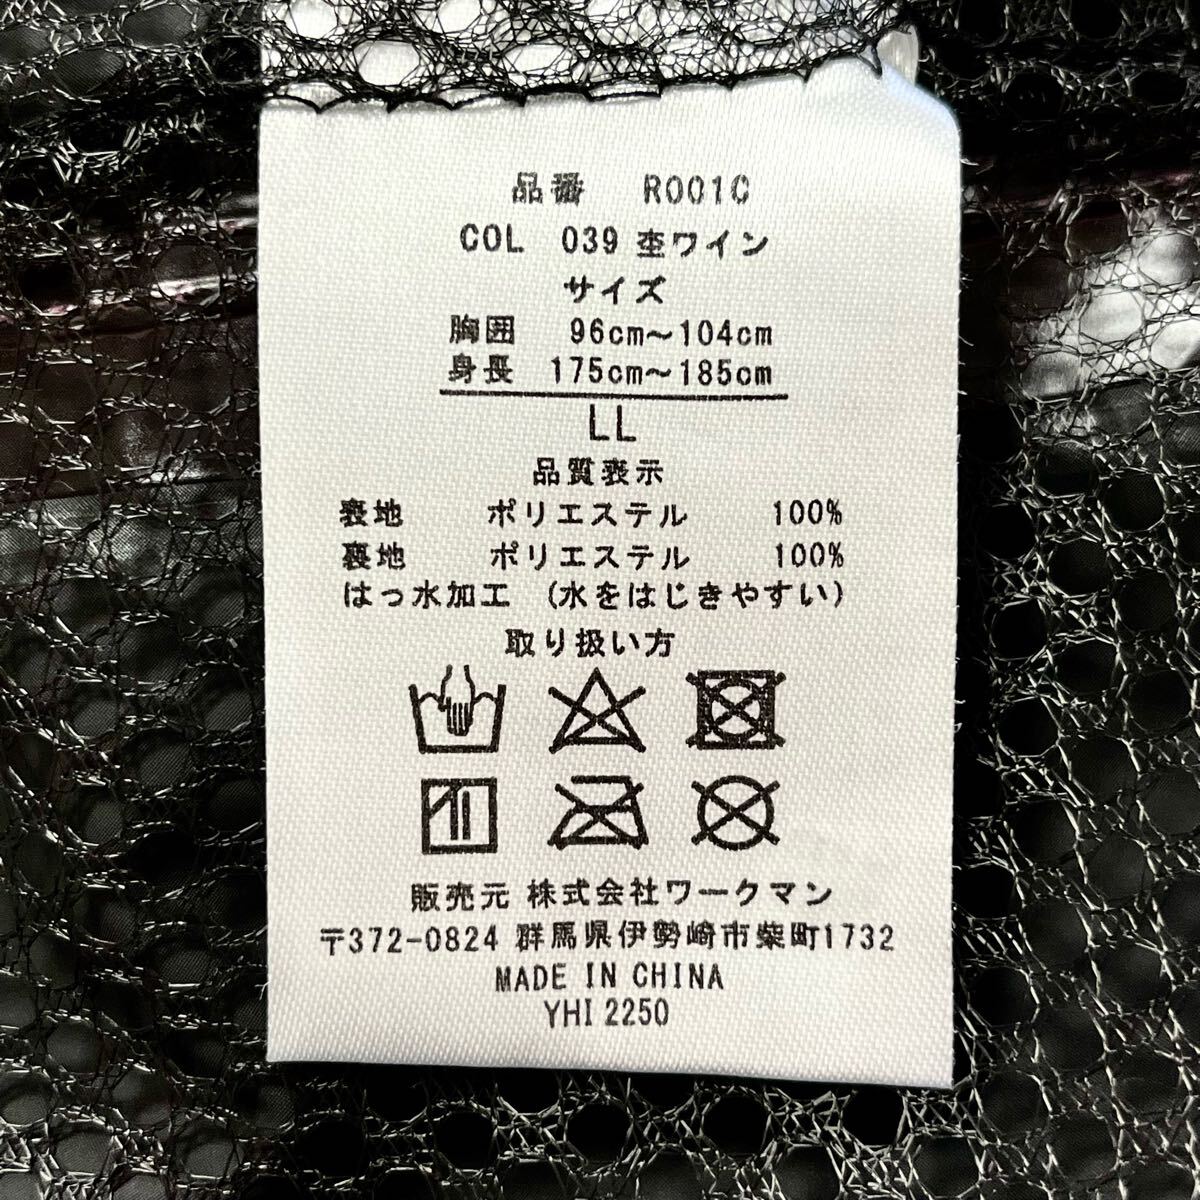 品番 R001C
COL 039 杢ワイン
サイズ
胸囲 96cm～104cm
身長 175cm～185cm
LL
品質表示
表地 ポリエステル 100%
裏地 ポリエステル 100%
はっ水加工 (水をはじきやすい)
取り扱い方
販売元 株式会社ワークマン
〒372-0824 群馬県伊勢崎市柴町1732
MADE IN CHINA
YHI 2250